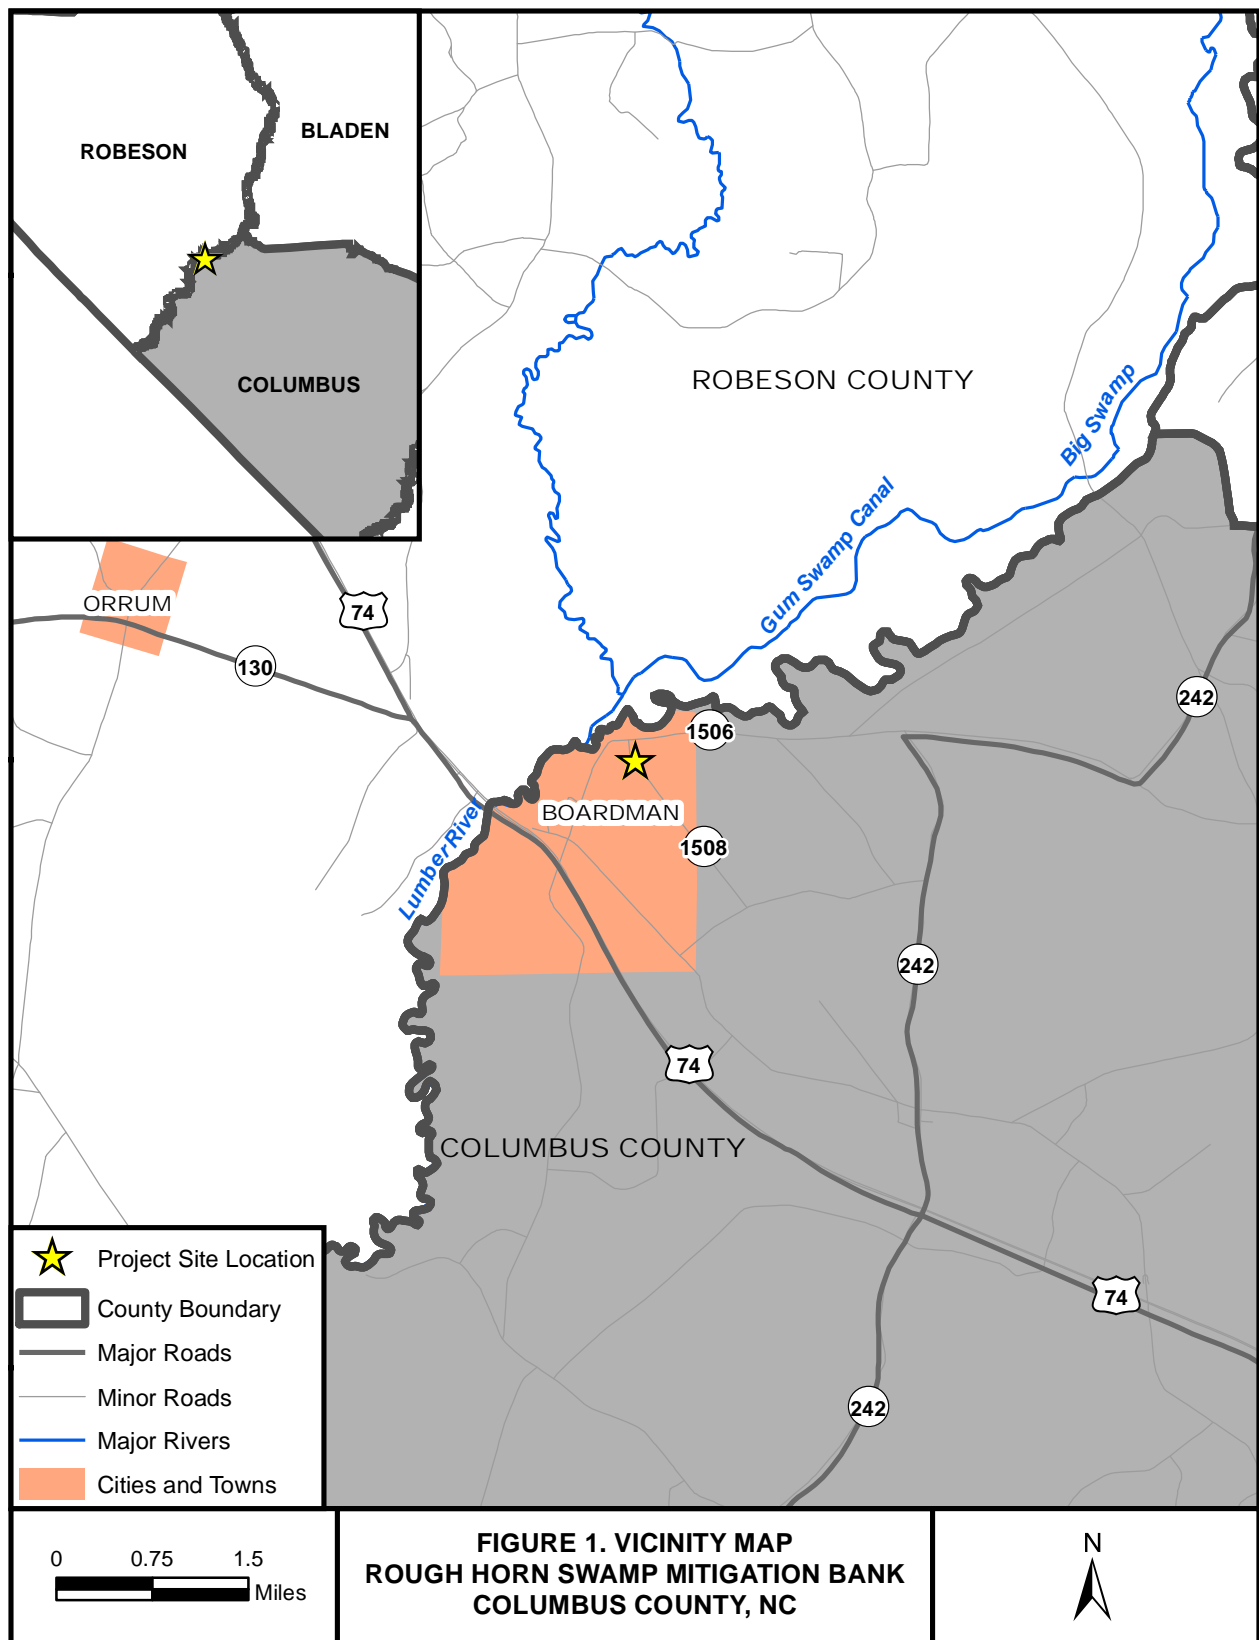 ROBESON
BLADEN
COLUMBUS
ROBESON COUNTY
Big Swamp
Gum Swamp Canal
ORRUM
74
130
242
1506
BOARDMAN
Lumber River
1508
242
74
COLUMBUS COUNTY
74
242
Project Site Location
County Boundary
Major Roads
Minor Roads
Major Rivers
Cities and Towns
0 0.75 1.5
Miles
FIGURE 1. VICINITY MAP
ROUGH HORN SWAMP MITIGATION BANK
COLUMBUS COUNTY, NC
N